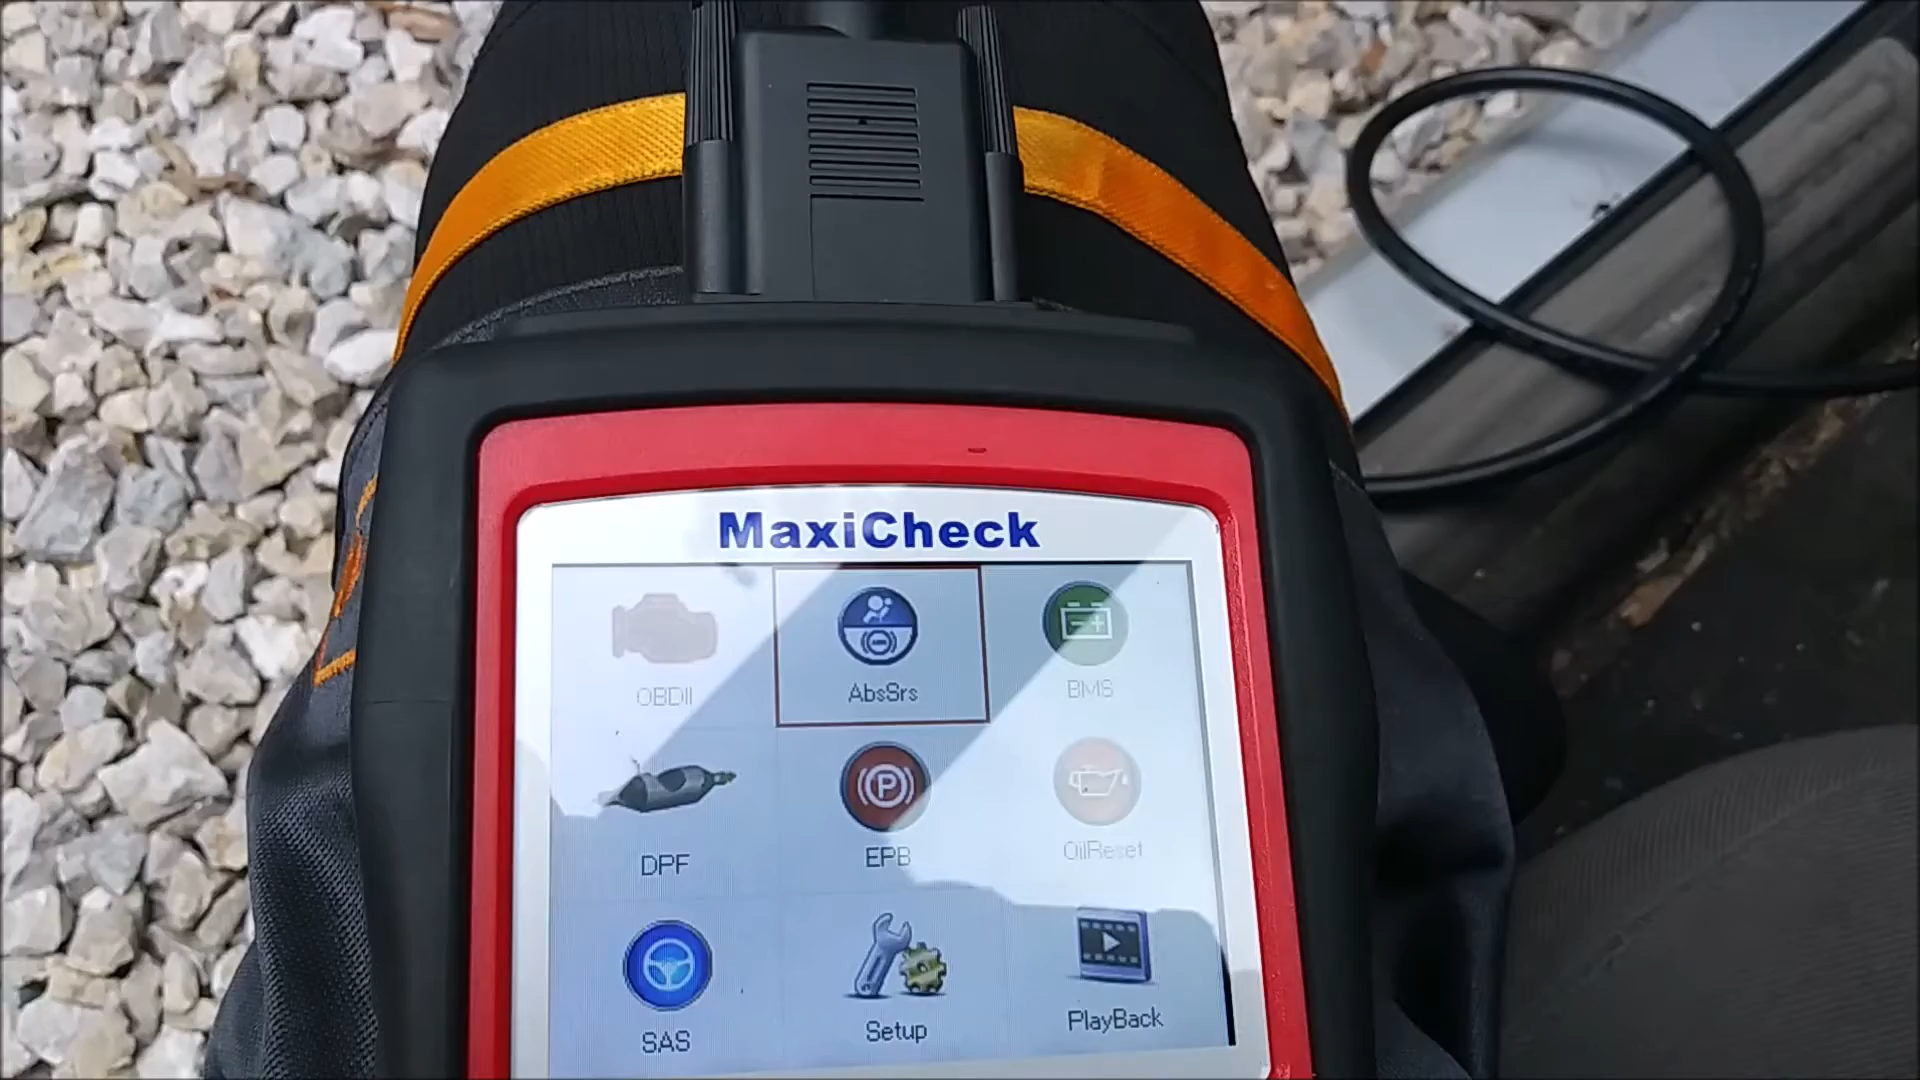 MaxiCheck
OBDII
AbsSrs
BMS
DPF
EPB
OilReset
SAS
Setup
PlayBack